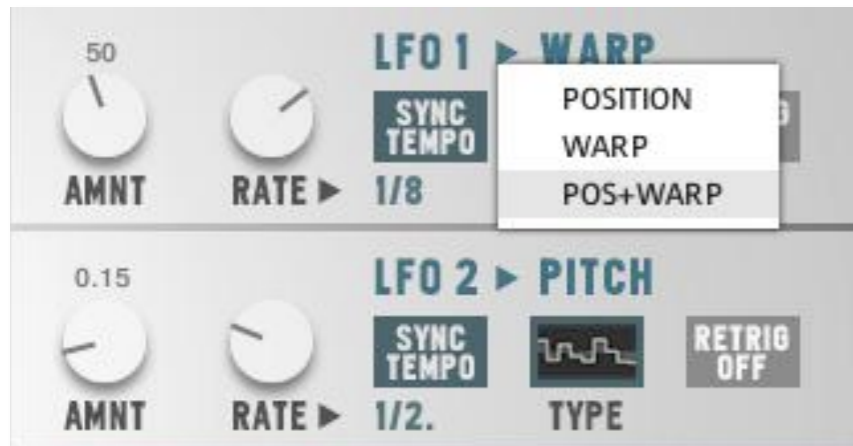 50
LFO 1 ▶ WARP
AMNT
RATE ▶
SYNC TEMPO
1/8
POSITION
WARP
POS+WARP
0.15
LFO 2 ▶ PITCH
AMNT
RATE ▶
SYNC TEMPO
1/2.
TYPE
RETRIG OFF